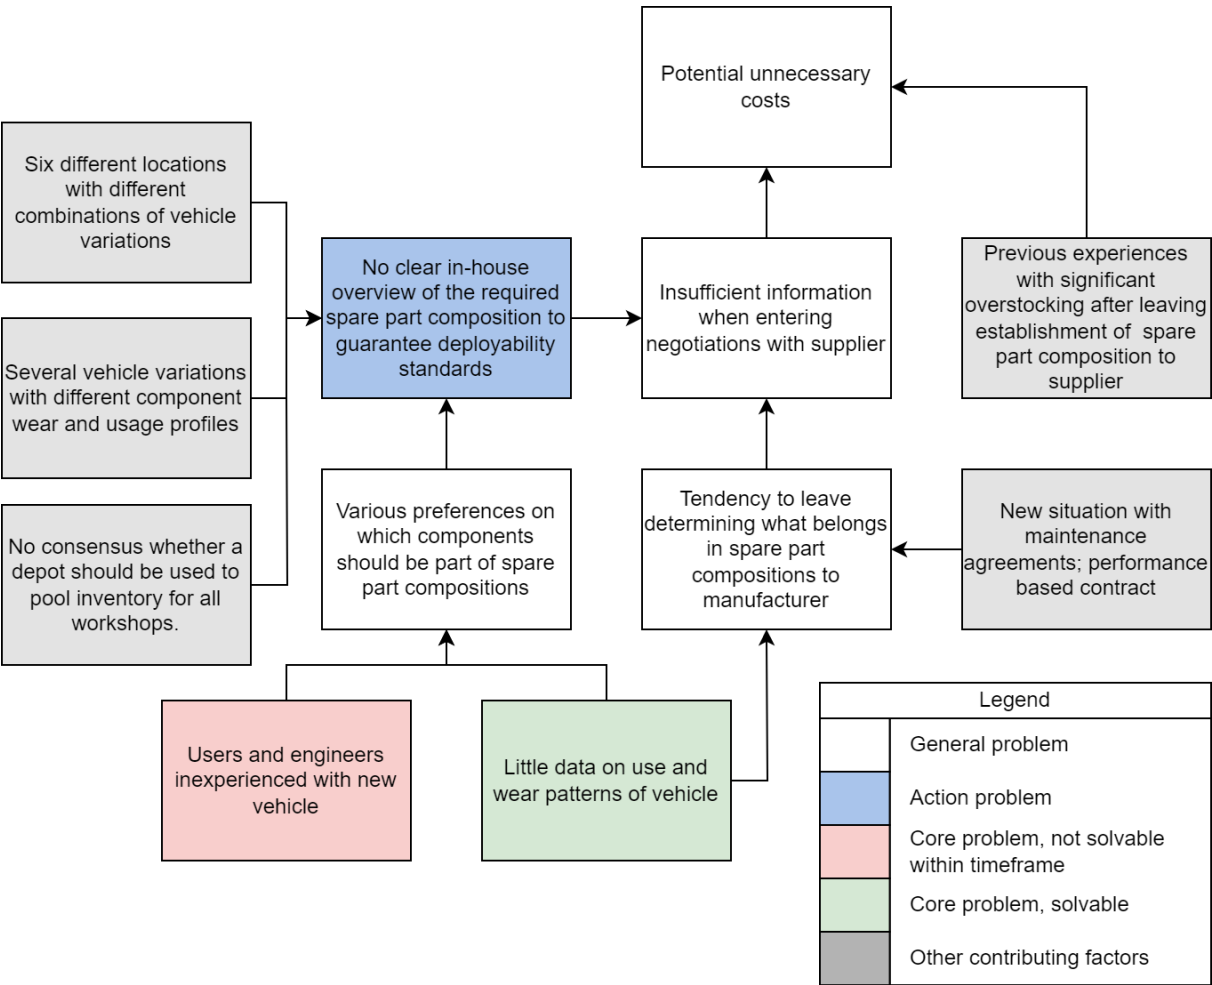 Potential unnecessary
costs
Six different locations
with different
combinations of vehicle
variations
No clear in-house
overview of the required
spare part composition to
guarantee deployability
standards
Insufficient information
when entering
negotiations with supplier
Previous experiences
with significant
overstocking after leaving
establishment of  spare
part composition to
supplier
Several vehicle variations
with different component
wear and usage profiles
No consensus whether a
depot should be used to
pool inventory for all
workshops.
Various preferences on
which components
should be part of spare
part compositions
Tendency to leave
determining what belongs
in spare part
compositions to
manufacturer
New situation with
maintenance
agreements; performance
based contract
Users and engineers
inexperienced with new
vehicle
Little data on use and
wear patterns of vehicle
Legend
General problem
Action problem
Core problem, not solvable
within timeframe
Core problem, solvable
Other contributing factors